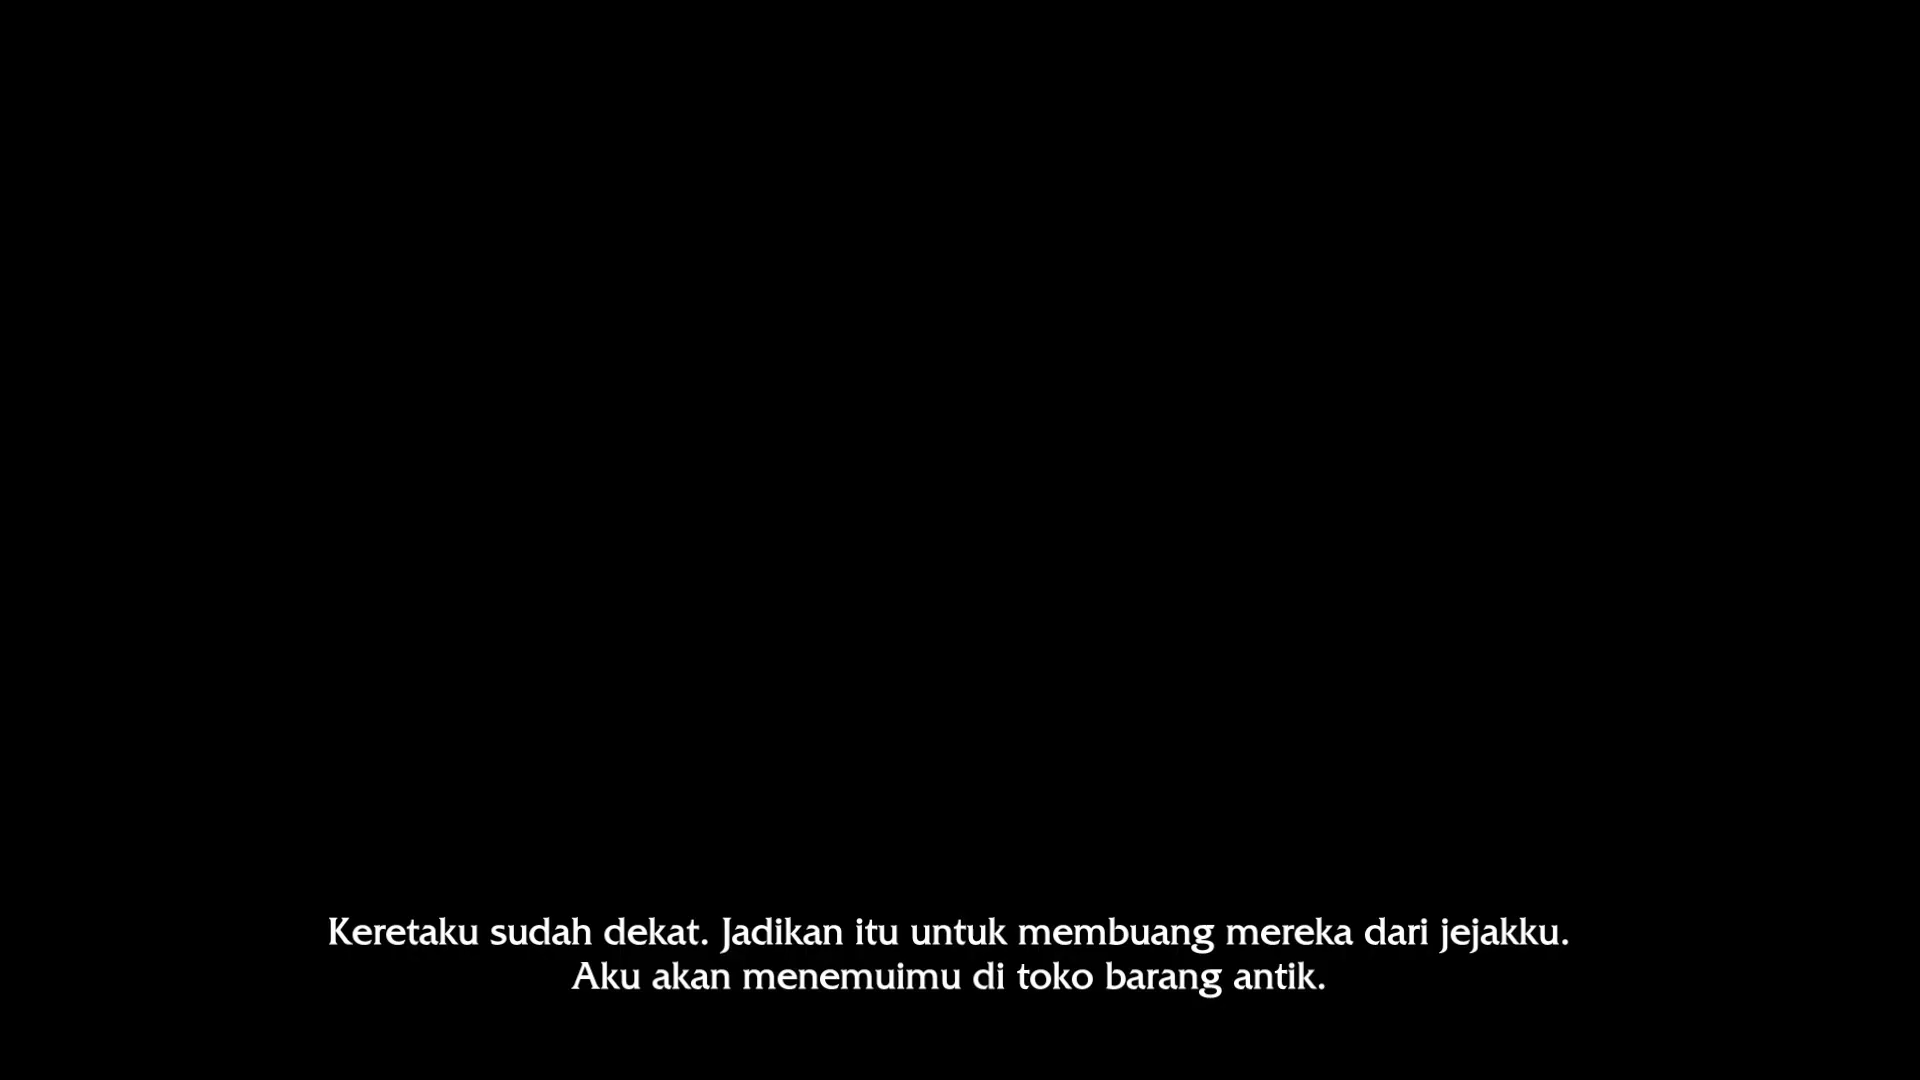 Keretaku sudah dekat. Jadikan itu untuk membuang mereka dari jejakku.
Aku akan menemuimu di toko barang antik.